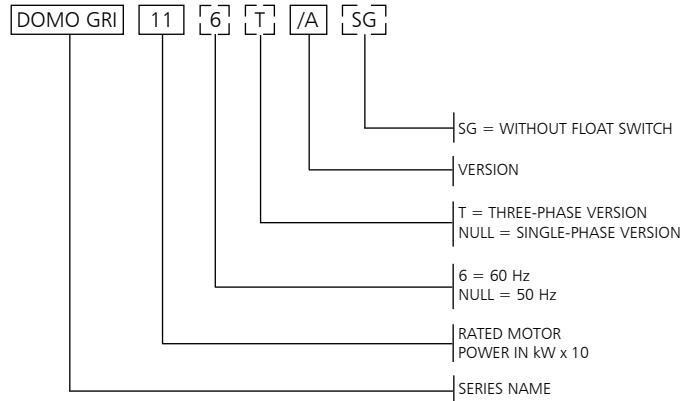 DOMO GRI 11 6 T /A SG
SG = WITHOUT FLOAT SWITCH
VERSION
T = THREE-PHASE VERSION
NULL = SINGLE-PHASE VERSION
6 = 60 Hz
NULL = 50 Hz
RATED MOTOR
POWER IN kW x 10
SERIES NAME